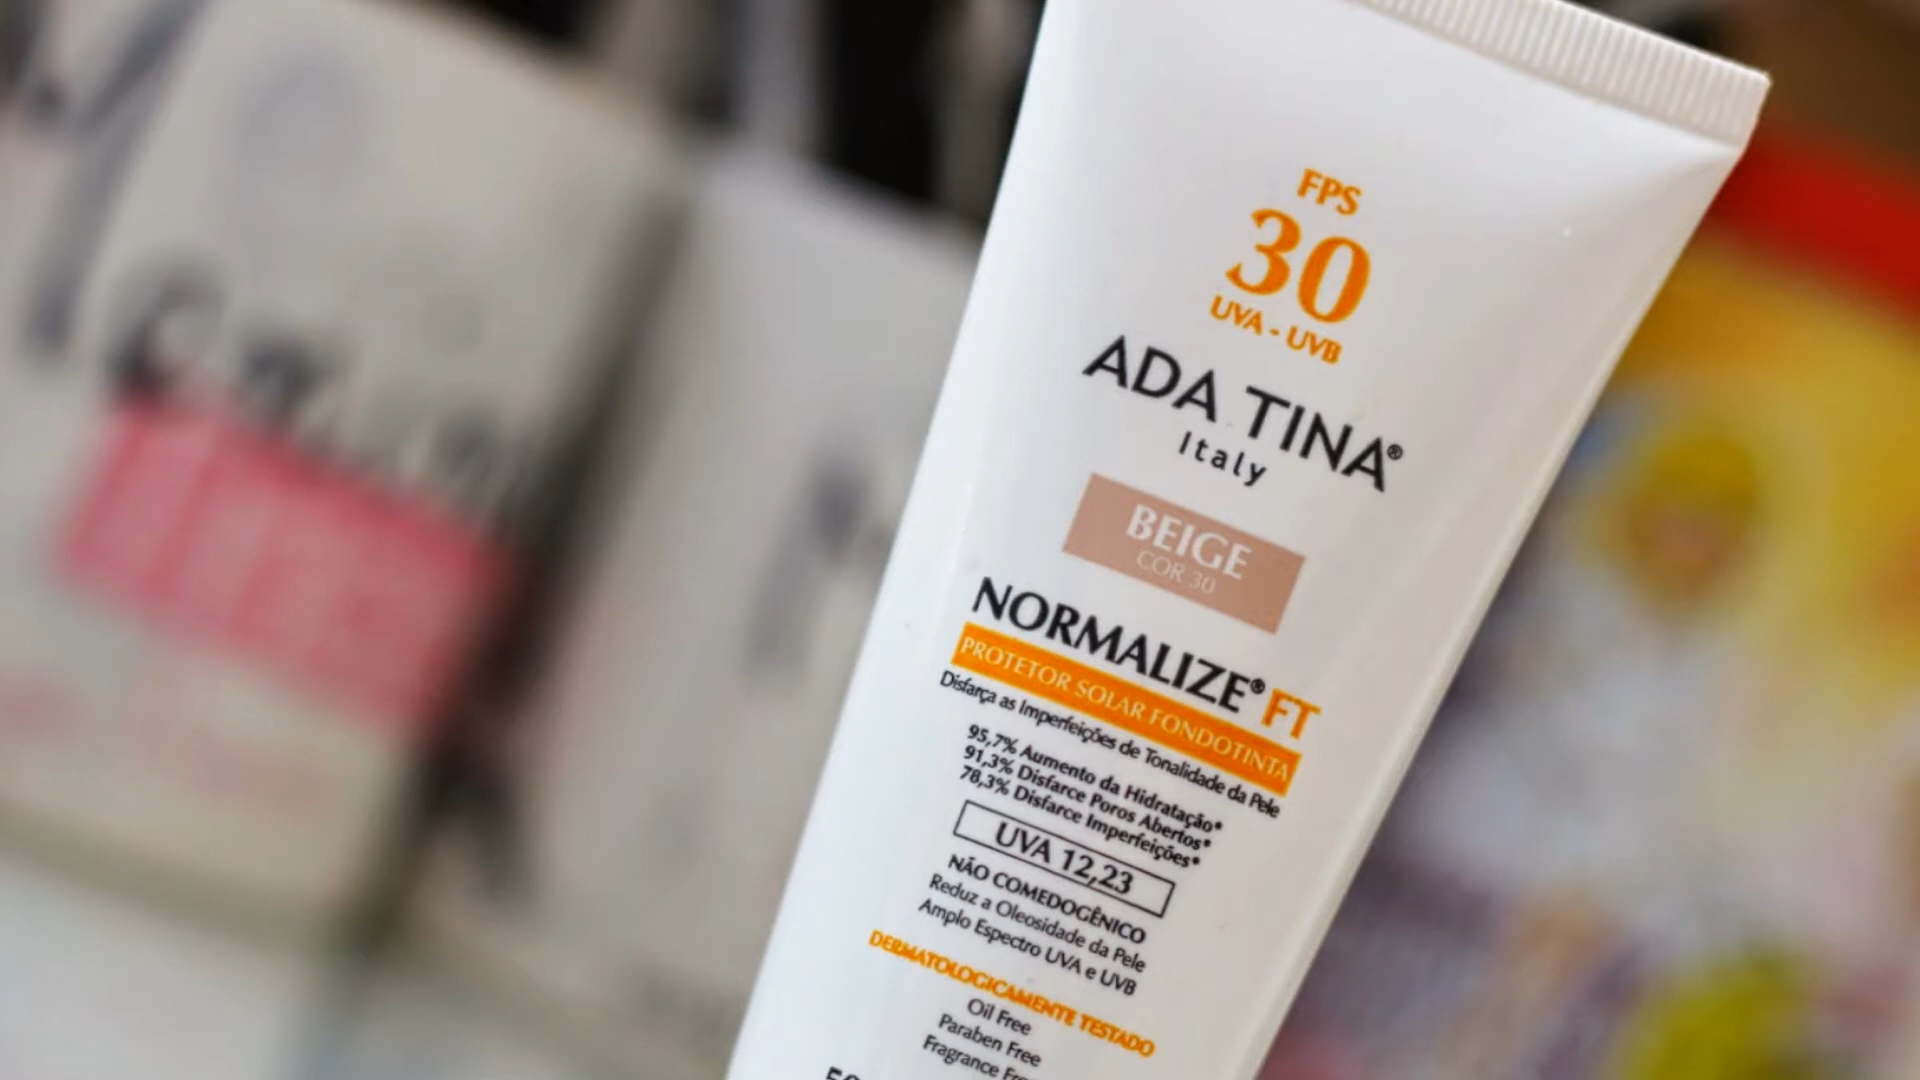 FPS
30
UVA - UVB
ADA TINA®
Italy
BEIGE
COR 30
NORMALIZE® FT
PROTETOR SOLAR FONDOTINTA
Disfarça as Imperfeições de Tonalidade da Pele
95,7% Aumento da Hidratação*
91,3% Disfarce Poros Abertos*
78,3% Disfarce Imperfeições*
UVA 12,23
NÃO COMEDOGÊNICO
Reduz a Oleosidade da Pele
Amplo Espectro UVA e UVB
DERMATOLOGICAMENTE TESTADO
Oil Free
Paraben Free
Fragrance